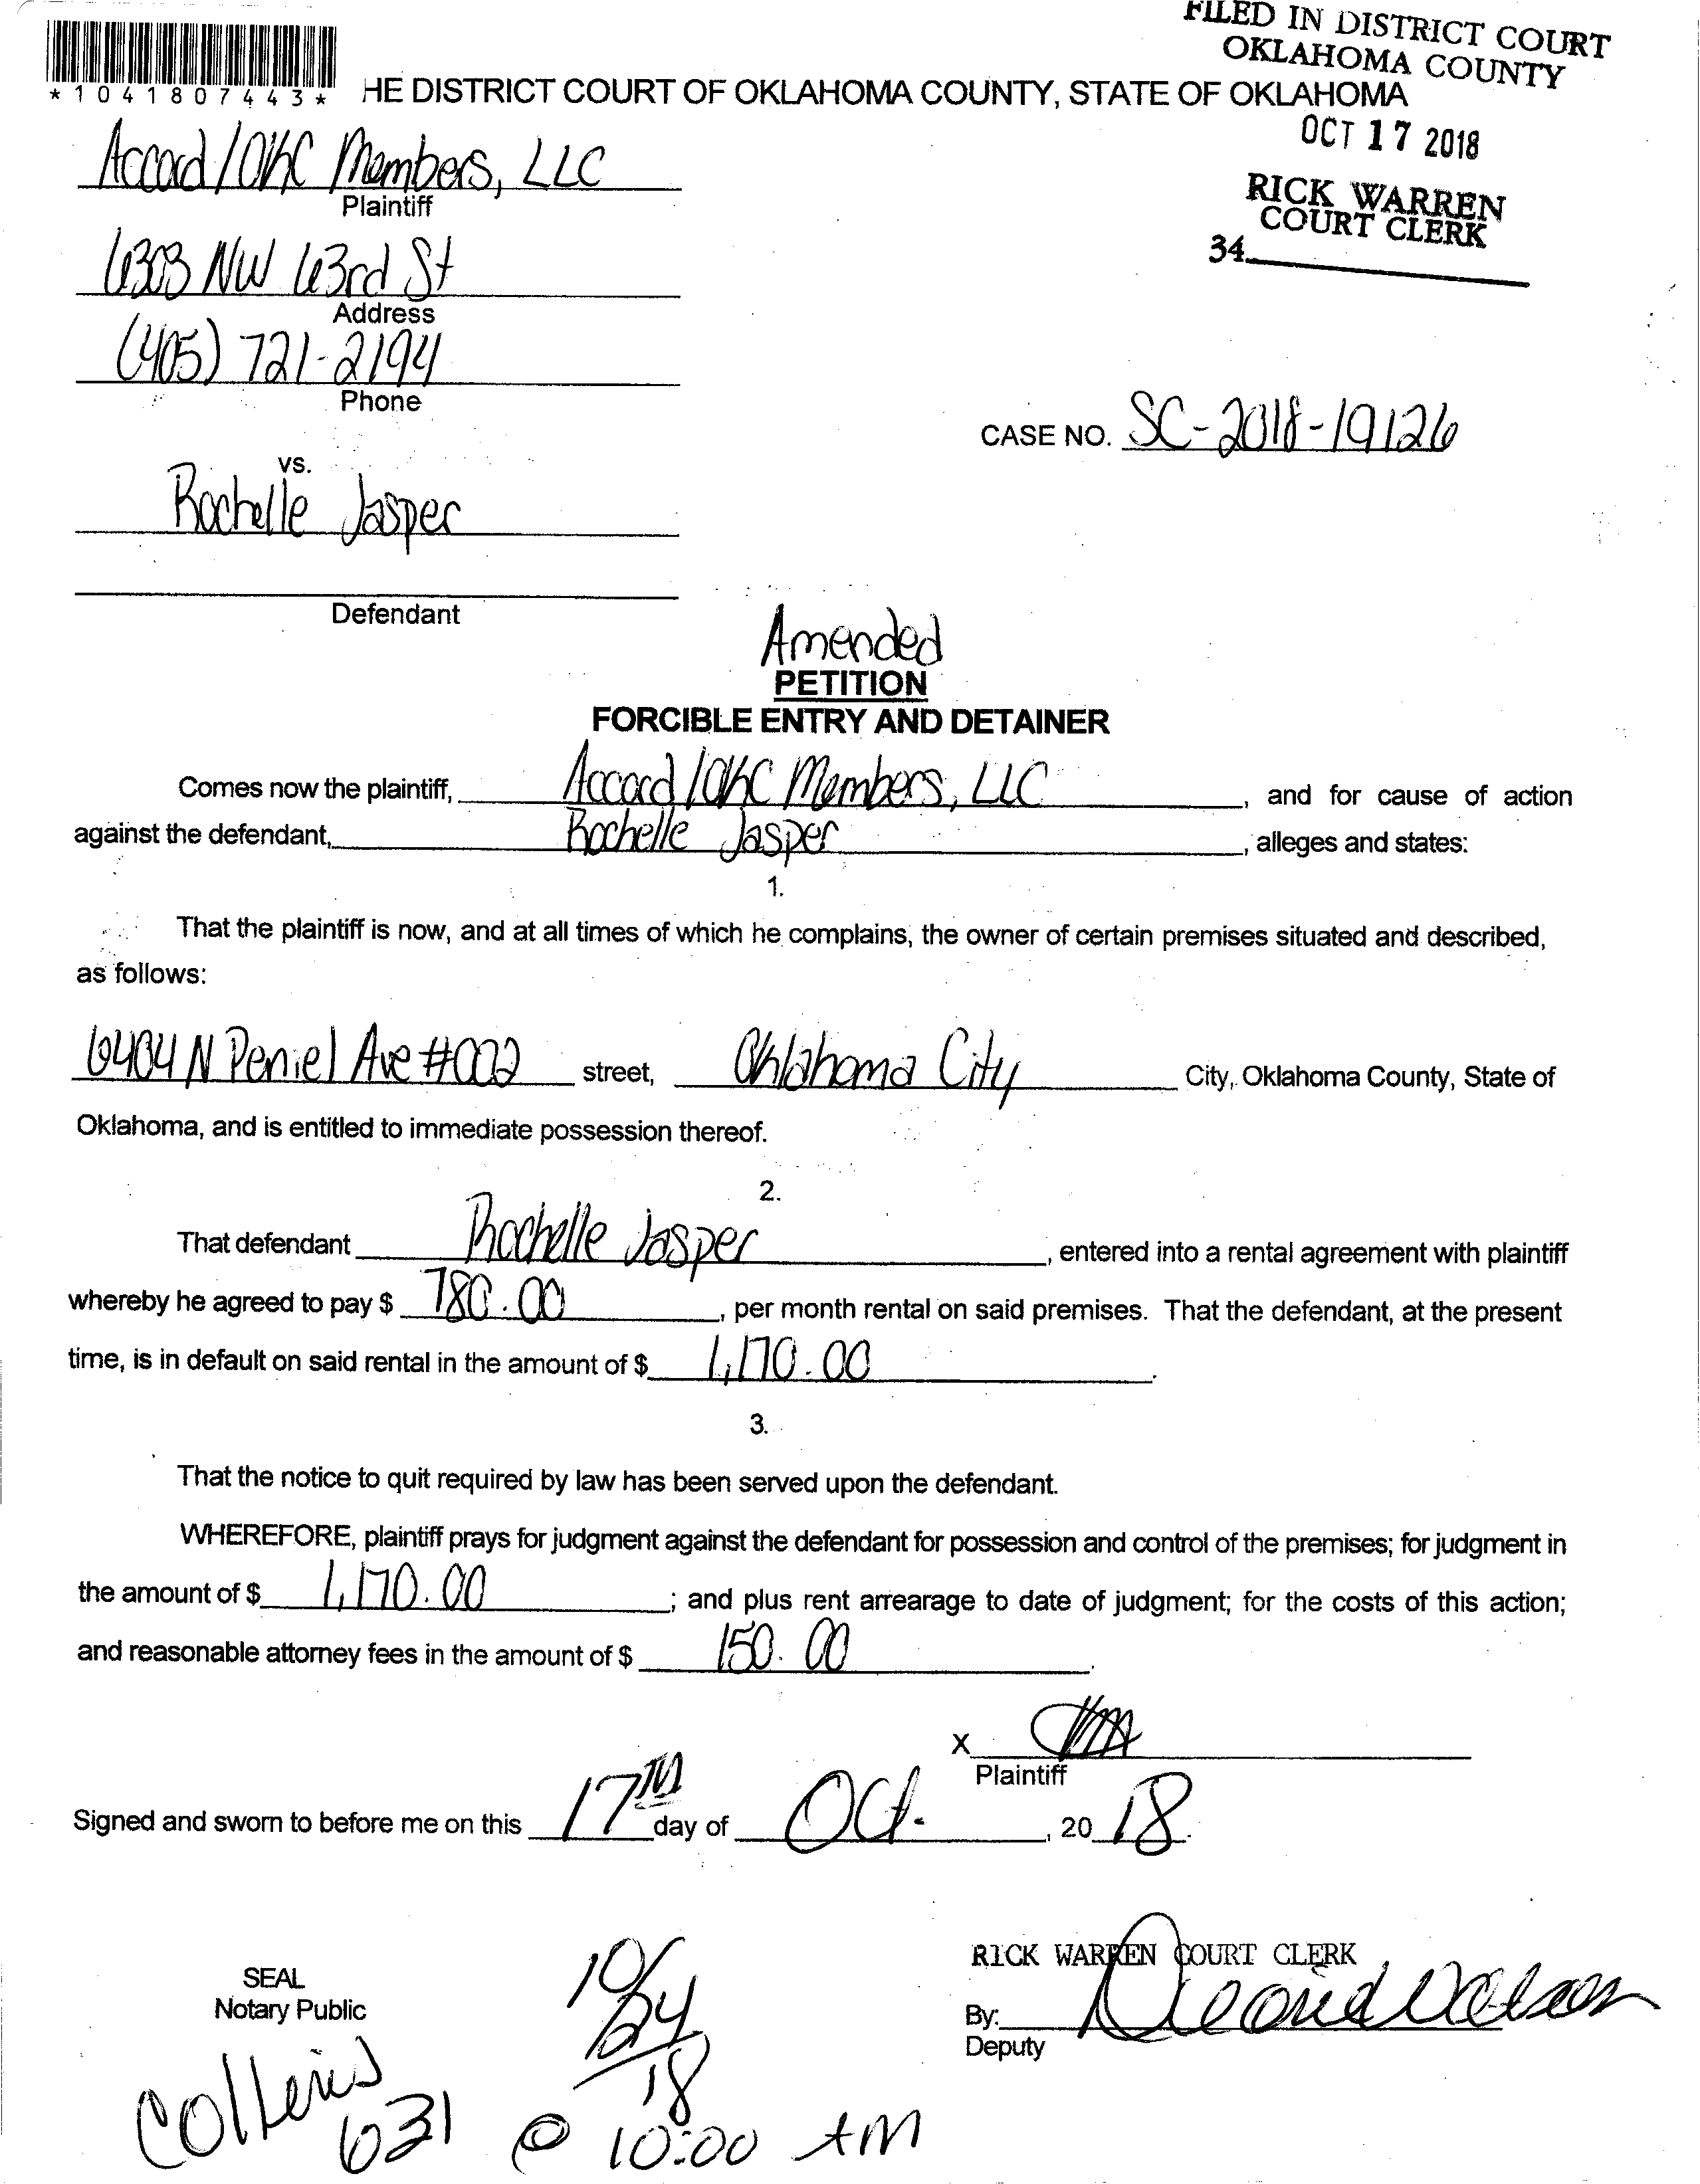 FILED IN DISTRICT COURT
OKLAHOMA COUNTY
*1041807443*
HE DISTRICT COURT OF OKLAHOMA COUNTY, STATE OF OKLAHOMA
OCT 17 2018
RICK WARREN
COURT CLERK
34
Accord/OKC Members, LLC
Plaintiff
6303 NW 63rd St
Address
(405) 721-2194
Phone
CASE NO. SC-2018-19126
vs.
Rochelle Jasper
Defendant
Amended
PETITION
FORCIBLE ENTRY AND DETAINER
Comes now the plaintiff, Accord/OKC Members, LLC, and for cause of action
against the defendant, Rochelle Jasper, alleges and states:
1.
That the plaintiff is now, and at all times of which he complains, the owner of certain premises situated and described,
as follows:
6404 N Peniel Ave #002 street, Oklahoma City City, Oklahoma County, State of
Oklahoma, and is entitled to immediate possession thereof.
2.
That defendant Rochelle Jasper, entered into a rental agreement with plaintiff
whereby he agreed to pay $ 780.00, per month rental on said premises. That the defendant, at the present
time, is in default on said rental in the amount of $ 1,170.00.
3.
That the notice to quit required by law has been served upon the defendant.
WHEREFORE, plaintiff prays for judgment against the defendant for possession and control of the premises; for judgment in
the amount of $ 1,170.00; and plus rent arrearage to date of judgment; for the costs of this action;
and reasonable attorney fees in the amount of $ 150.00.
X
Plaintiff
Signed and sworn to before me on this 17TH day of Oct., 20 18.
RICK WARREN COURT CLERK
SEAL
Notary Public
By:
Deputy
10/24/18
631 @ 10:00 AM